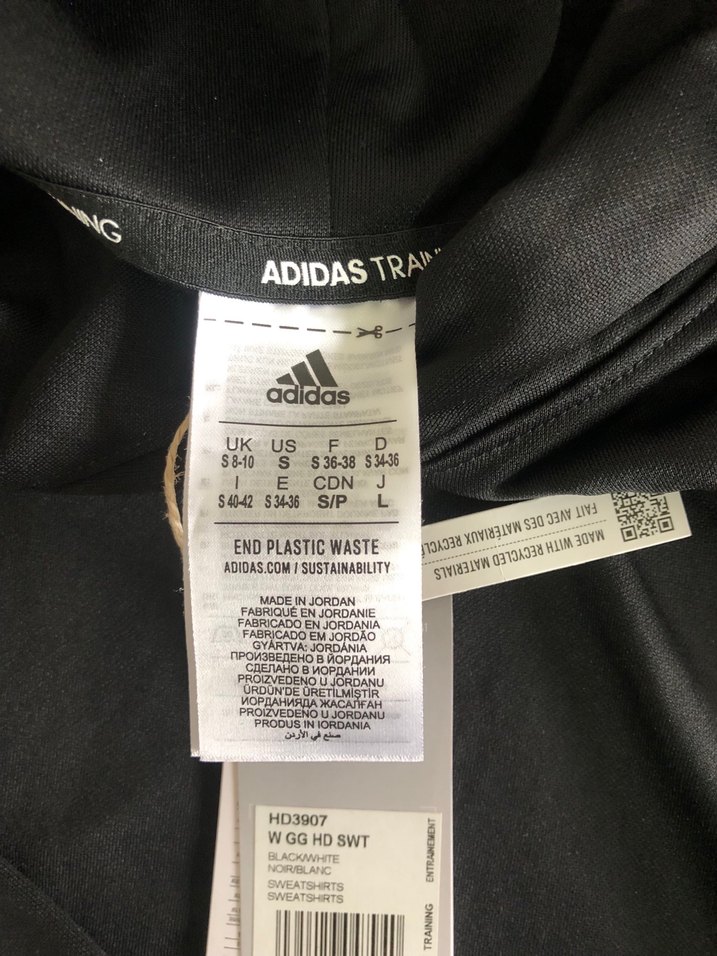 NING
ADIDAS TRAIN
adidas
UK US F D
S 8-10 S S 36-38 S 34-36
I E CDN J
S 40-42 S 34-36 S/P L
END PLASTIC WASTE
ADIDAS.COM / SUSTAINABILITY
MADE IN JORDAN
FABRIQUÉ EN JORDANIE
FABRICADO EN JORDANIA
FABRICADO EM JORDÃO
GYÁRTVA: JORDÁNIA
ПРОИЗВЕДЕНО В ИОРДАНИЯ
СДЕЛАНО В ИОРДАНИИ
PROIZVEDENO U JORDANU
ÜRDÜN'DE ÜRETİLMİŞTİR
ИОРДАНИЯДА ЖАСАЛҒАН
PROIZVEDENO U JORDANU
PRODUS IN IORDANIA
صنع في الأردن
MADE WITH RECYCLED MATERIALS
FAIT AVEC DES MATÉRIAUX RECYCLÉ
HD3907
W GG HD SWT
BLACK/WHITE
NOIR/BLANC
SWEATSHIRTS
SWEATSHIRTS
TRAINING
ENTRAINEMENT